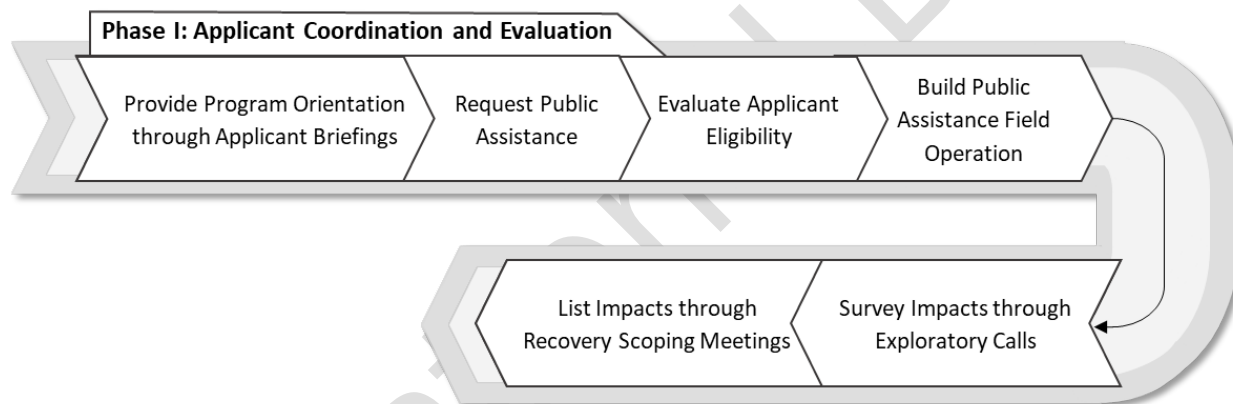 Phase I: Applicant Coordination and Evaluation
Provide Program Orientation
through Applicant Briefings
Request Public
Assistance
Evaluate Applicant
Eligibility
Build Public
Assistance Field
Operation
Survey Impacts through
Exploratory Calls
List Impacts through
Recovery Scoping Meetings